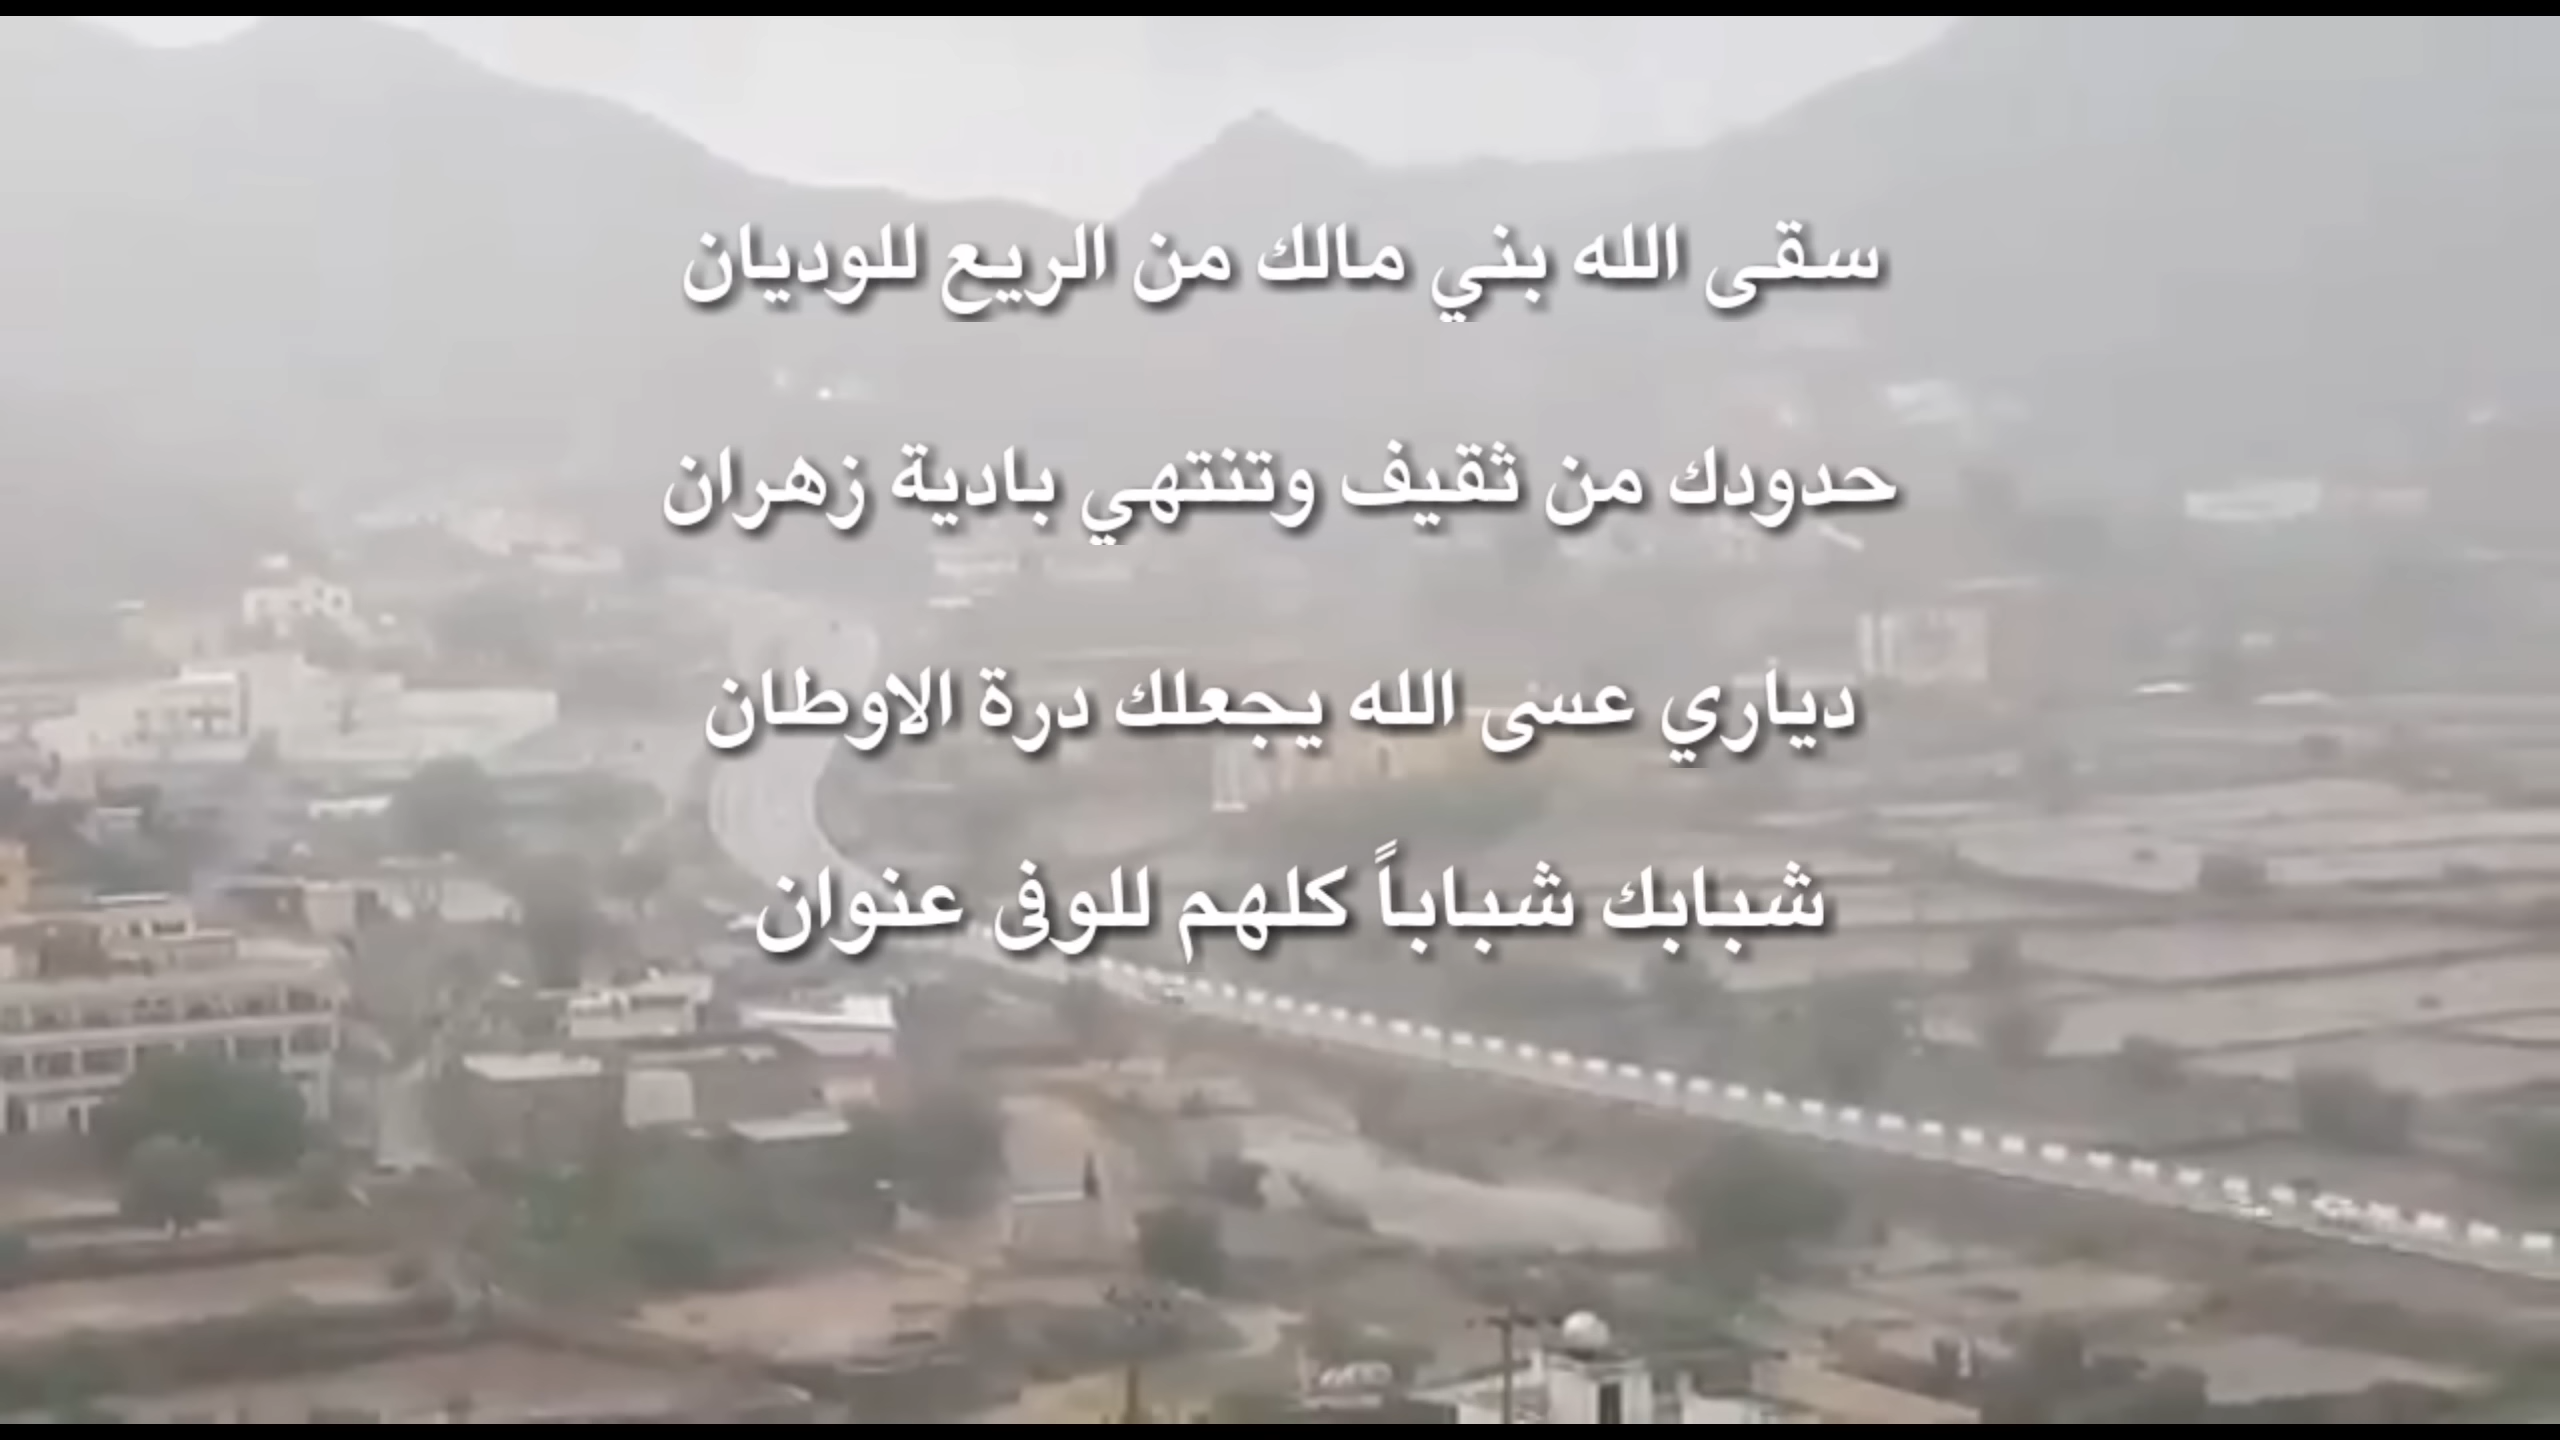 سقى الله بني مالك من الريع للوديان
حدودك من ثقيف وتنتهي بادية زهران
دياري عسى الله يجعلك درة الاوطان
شبابك شباباً كلهم للوفى عنوان